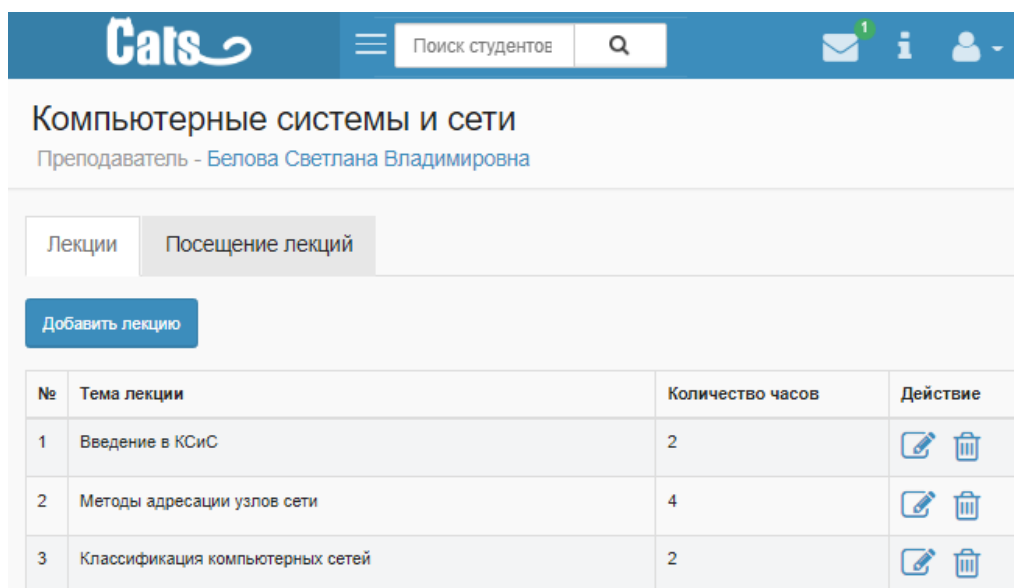 Cats
Поиск студентов
1
Компьютерные системы и сети
Преподаватель - Белова Светлана Владимировна
Лекции Посещение лекций
Добавить лекцию
№ Тема лекции Количество часов Действие
1 Введение в КСиС 2
2 Методы адресации узлов сети 4
3 Классификация компьютерных сетей 2